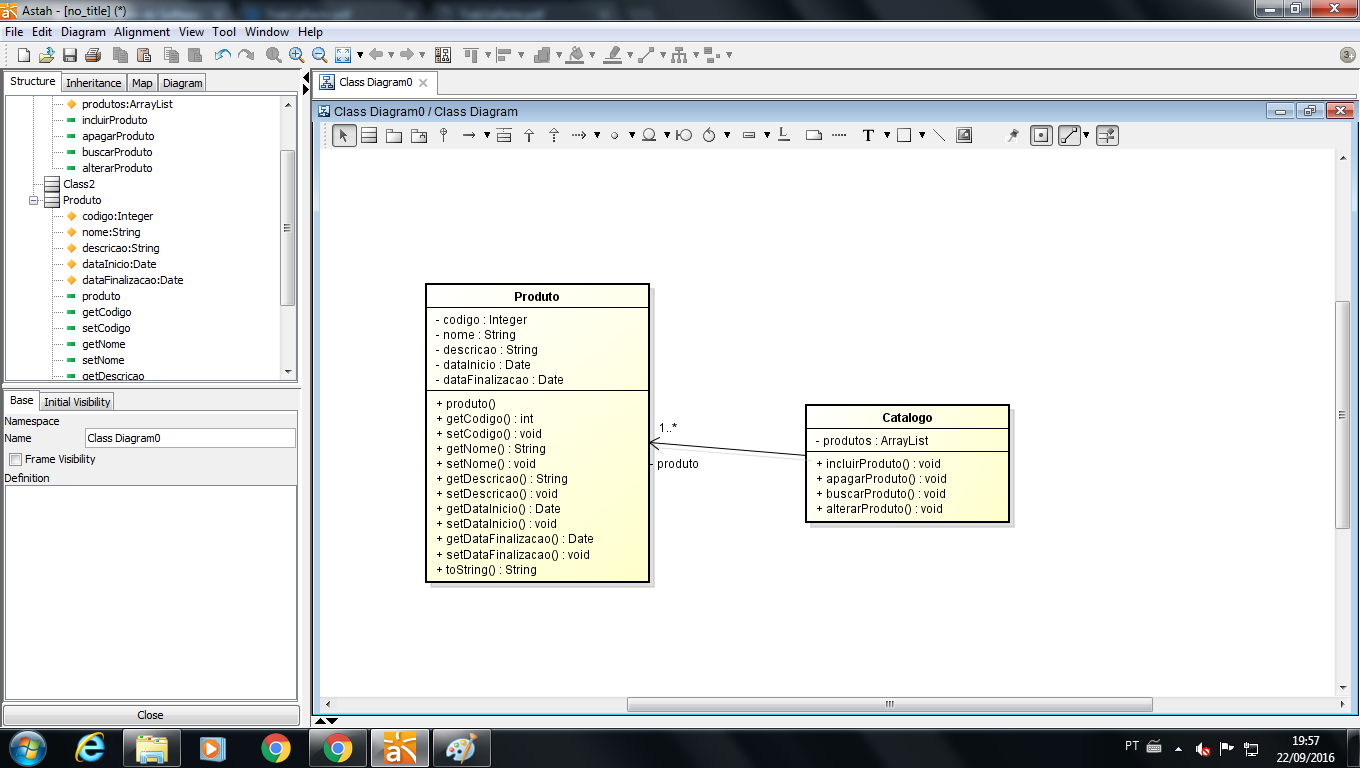 Astah - [no_title] (*)
File Edit Diagram Alignment View Tool Window Help
3
Structure Inheritance Map Diagram
produtos:ArrayList
incluirProduto
apagarProduto
buscarProduto
alterarProduto
Class2
Produto
codigo:Integer
nome:String
descricao:String
dataInicio:Date
dataFinalizacao:Date
produto
getCodigo
setCodigo
getNome
setNome
getDescricao
Base Initial Visibility
Namespace
Name Class Diagram0
Frame Visibility
Definition
Close
Class Diagram0
Class Diagram0 / Class Diagram
T
Produto
- codigo : Integer
- nome : String
- descricao : String
- dataInicio : Date
- dataFinalizacao : Date
+ produto()
+ getCodigo() : int
+ setCodigo() : void
+ getNome() : String
+ setNome() : void
+ getDescricao() : String
+ setDescricao() : void
+ getDataInicio() : Date
+ setDataInicio() : void
+ getDataFinalizacao() : Date
+ setDataFinalizacao() : void
+ toString() : String
1..*
- produto
Catalogo
- produtos : ArrayList
+ incluirProduto() : void
+ apagarProduto() : void
+ buscarProduto() : void
+ alterarProduto() : void
PT
19:57
22/09/2016